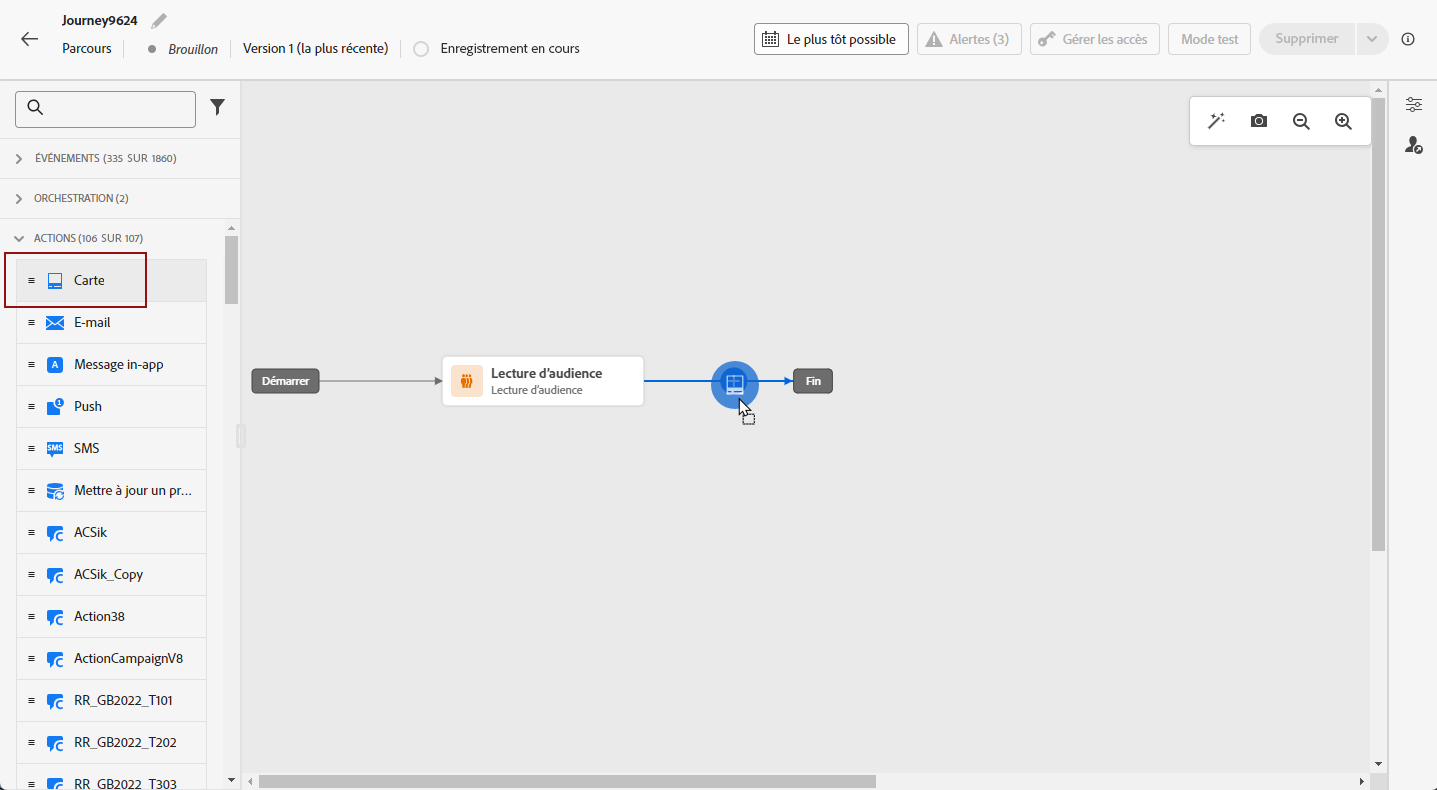 Journey9624
Parcours
Brouillon
Version 1 (la plus récente)
Enregistrement en cours
Le plus tôt possible
Alertes (3)
Gérer les accès
Mode test
Supprimer
ÉVÉNEMENTS (335 SUR 1860)
ORCHESTRATION (2)
ACTIONS (106 SUR 107)
Carte
E-mail
A
Message in-app
1
Push
SMS
SMS
Mettre à jour un pr...
ACSik
ACSik_Copy
Action38
ActionCampaignV8
RR_GB2022_T101
RR_GB2022_T202
RR_GB2022_T303
Démarrer
Lecture d'audience
Lecture d'audience
Fin